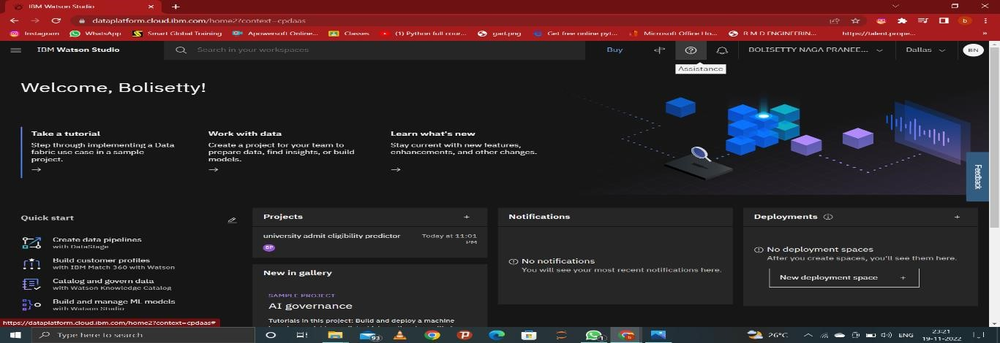 IBM Watson Studio
dataplatform.cloud.ibm.com/home2?context=cpdaas
b
Instagram
WhatsApp
Smart Global Training
Apowersoft Online...
Classes
(1) Python full cour...
gad.png
Get free online pyt...
Microsoft Office Ho...
R M D ENGINEERIN...
https://talent.prope...
IBM Watson Studio
Search in your workspaces
Buy
BOLISETTY NAGA PRANEE...
Dallas
BN
Assistance
Welcome, Bolisetty!
Take a tutorial
Step through implementing a Data
fabric use case in a sample
project.
Work with data
Create a project for your team to
prepare data, find insights, or build
models.
Learn what's new
Stay current with new features,
enhancements, and other changes.
Feedback
Quick start
Create data pipelines
with DataStage
Build customer profiles
with IBM Match 360 with Watson
Catalog and govern data
with Watson Knowledge Catalog
Build and manage ML models
with Watson Studio
Projects
university admit eligibility predictor
Today at 11:01
PM
BP
New in gallery
SAMPLE PROJECT
AI governance
Tutorials in this project: Build and deploy a machine
Notifications
No notifications
You will see your most recent notifications here.
Deployments
No deployment spaces
After you create spaces, you'll see them here.
New deployment space
https://dataplatform.cloud.ibm.com/home2?context=cpdaas#
Type here to search
93
1
26°C
ENG
23:21
19-11-2022